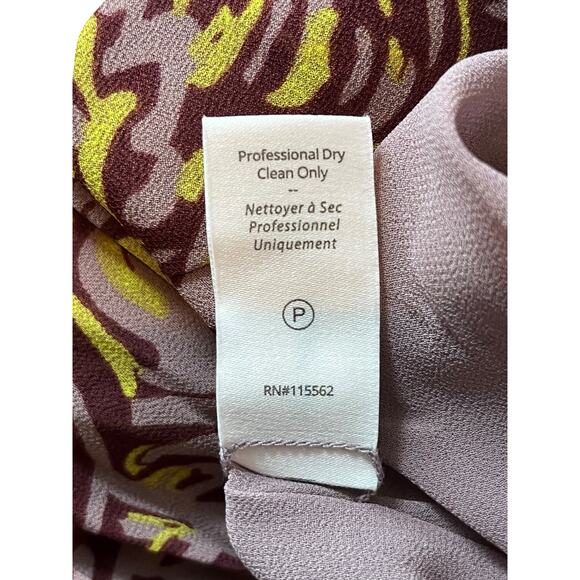 Professional Dry
Clean Only
--
Nettoyer à Sec
Professionnel
Uniquement
P
RN#115562